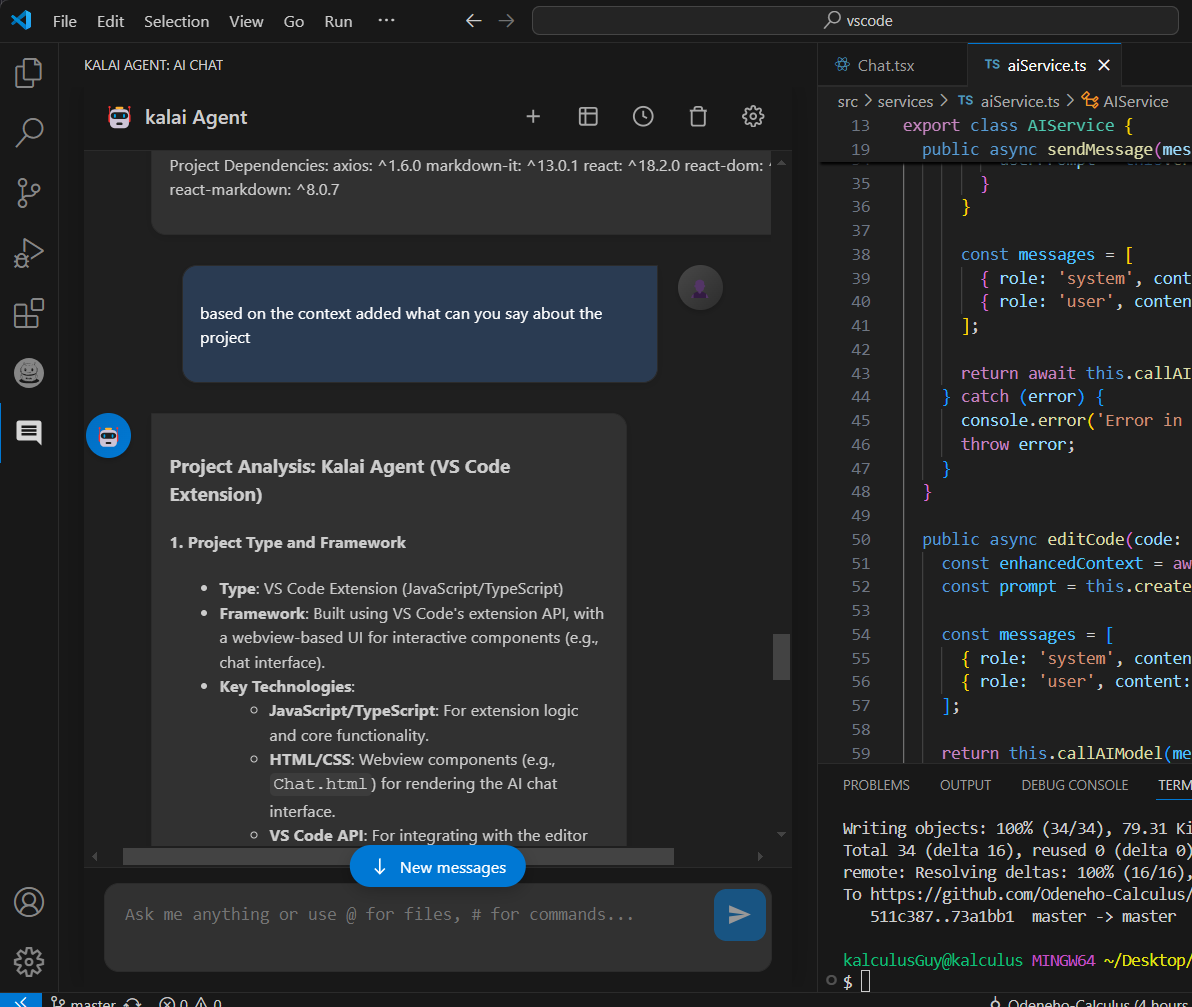 File Edit Selection View Go Run ··· ← → vscode
KALAI AGENT: AI CHAT
kalai Agent
Project Dependencies: axios: ^1.6.0 markdown-it: ^13.0.1 react: ^18.2.0 react-dom: ^
react-markdown: ^8.0.7
based on the context added what can you say about the
project
Project Analysis: Kalai Agent (VS Code
Extension)
1. Project Type and Framework
• Type: VS Code Extension (JavaScript/TypeScript)
• Framework: Built using VS Code's extension API, with
a webview-based UI for interactive components (e.g.,
chat interface).
• Key Technologies:
◦ JavaScript/TypeScript: For extension logic
and core functionality.
◦ HTML/CSS: Webview components (e.g.,
Chat.html) for rendering the AI chat
interface.
◦ VS Code API: For integrating with the editor
↓ New messages
Ask me anything or use @ for files, # for commands...
Chat.tsx TS aiService.ts ×
src > services > TS aiService.ts > AIService
13 export class AIService {
19 public async sendMessage(mes
35 }
36 }
37
38 const messages = [
39 { role: 'system', cont
40 { role: 'user', conten
41 ];
42
43 return await this.callAI
44 } catch (error) {
45 console.error('Error in
46 throw error;
47 }
48 }
49
50 public async editCode(code:
51 const enhancedContext = aw
52 const prompt = this.create
53
54 const messages = [
55 { role: 'system', conten
56 { role: 'user', content:
57 ];
58
59 return this.callAIModel(me
PROBLEMS OUTPUT DEBUG CONSOLE TERM
Writing objects: 100% (34/34), 79.31 Ki
Total 34 (delta 16), reused 0 (delta 0)
remote: Resolving deltas: 100% (16/16),
To https://github.com/Odeneho-Calculus/
511c387..73a1bb1 master -> master
kalculusGuy@kalculus MINGW64 ~/Desktop/
$
master 0 0 Odeneho-Calculus (4 hours